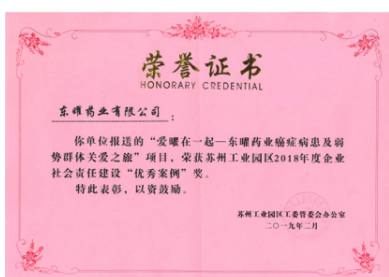 荣誉证书
HONORARY CREDENTIAL
东曜药业有限公司：
你单位报送的“爱曜在一起—东曜药业癌症病患及弱
势群体关爱之旅”项目，荣获苏州工业园区2018年度企业
社会责任建设“优秀案例”奖。
特此表彰，以资鼓励。
苏州工业园区工委管委会办公室
二〇一九年二月